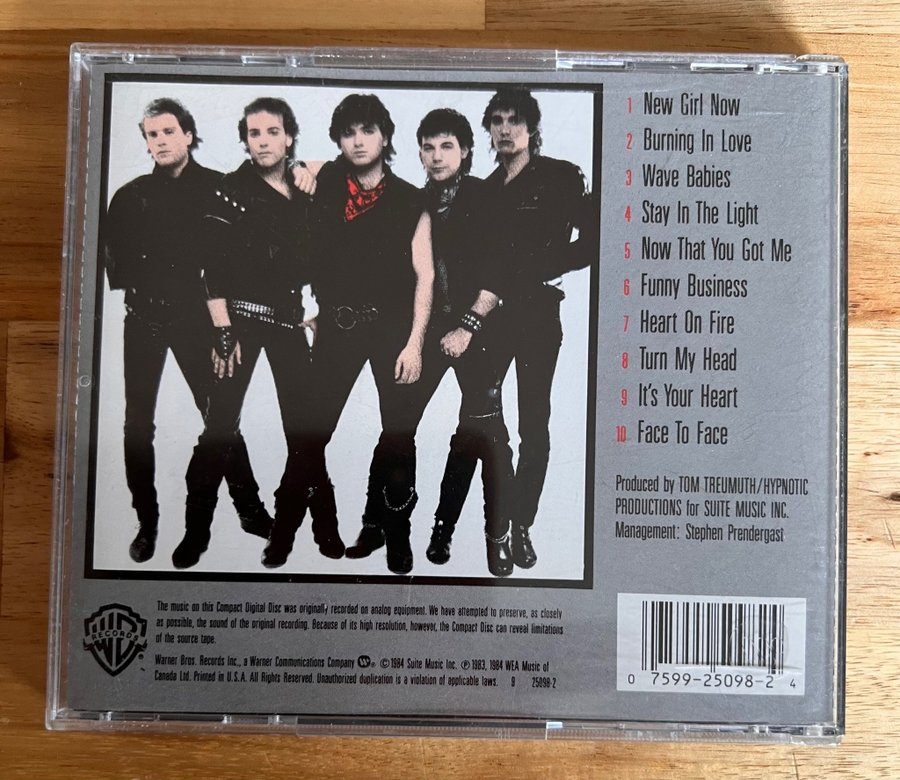 1 New Girl Now
2 Burning In Love
3 Wave Babies
4 Stay In The Light
5 Now That You Got Me
6 Funny Business
7 Heart On Fire
8 Turn My Head
9 It's Your Heart
10 Face To Face
Produced by TOM TREUMUTH/HYPNOTIC
PRODUCTIONS for SUITE MUSIC INC.
Management: Stephen Prendergast
The music on this Compact Digital Disc was originally recorded on analog equipment. We have attempted to preserve, as closely
as possible, the sound of the original recording. Because of its high resolution, however, the Compact Disc can reveal limitations
of the source tape.
Warner Bros. Records Inc., a Warner Communications Company ©1984 Suite Music Inc. ℗1983, 1984 WEA Music of
Canada Ltd. Printed in U.S.A. All Rights Reserved. Unauthorized duplication is a violation of applicable laws. 9 25098-2
WB RECORDS ®
0 7599-25098-2 4